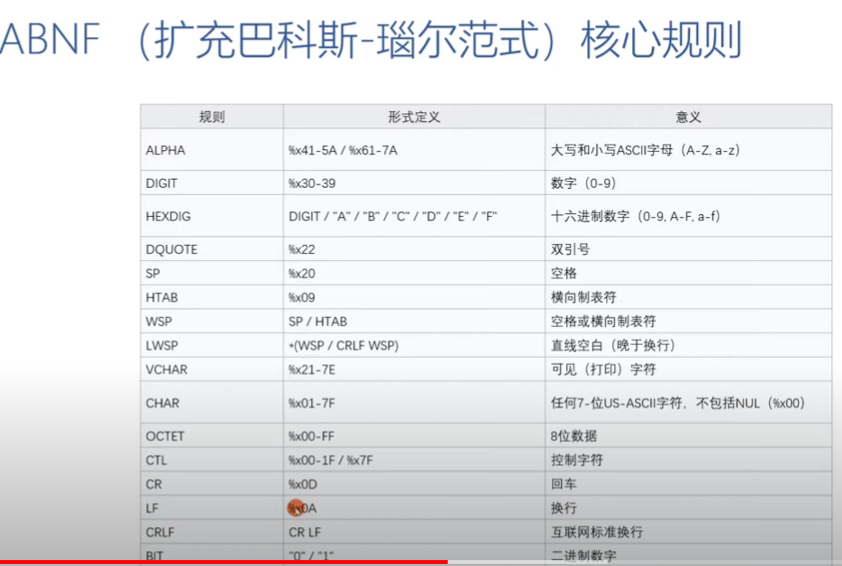 ABNF （扩充巴科斯-瑙尔范式）核心规则
规则 形式定义 意义
ALPHA %x41-5A / %x61-7A 大写和小写ASCII字母（A-Z, a-z）
DIGIT %x30-39 数字（0-9）
HEXDIG DIGIT / "A" / "B" / "C" / "D" / "E" / "F" 十六进制数字（0-9, A-F, a-f）
DQUOTE %x22 双引号
SP %x20 空格
HTAB %x09 横向制表符
WSP SP / HTAB 空格或横向制表符
LWSP *(WSP / CRLF WSP) 直线空白（晚于换行）
VCHAR %x21-7E 可见（打印）字符
CHAR %x01-7F 任何7-位US-ASCII字符，不包括NUL（%x00）
OCTET %x00-FF 8位数据
CTL %x00-1F / %x7F 控制字符
CR %x0D 回车
LF %x0A 换行
CRLF CR LF 互联网标准换行
BIT "0" / "1" 二进制数字